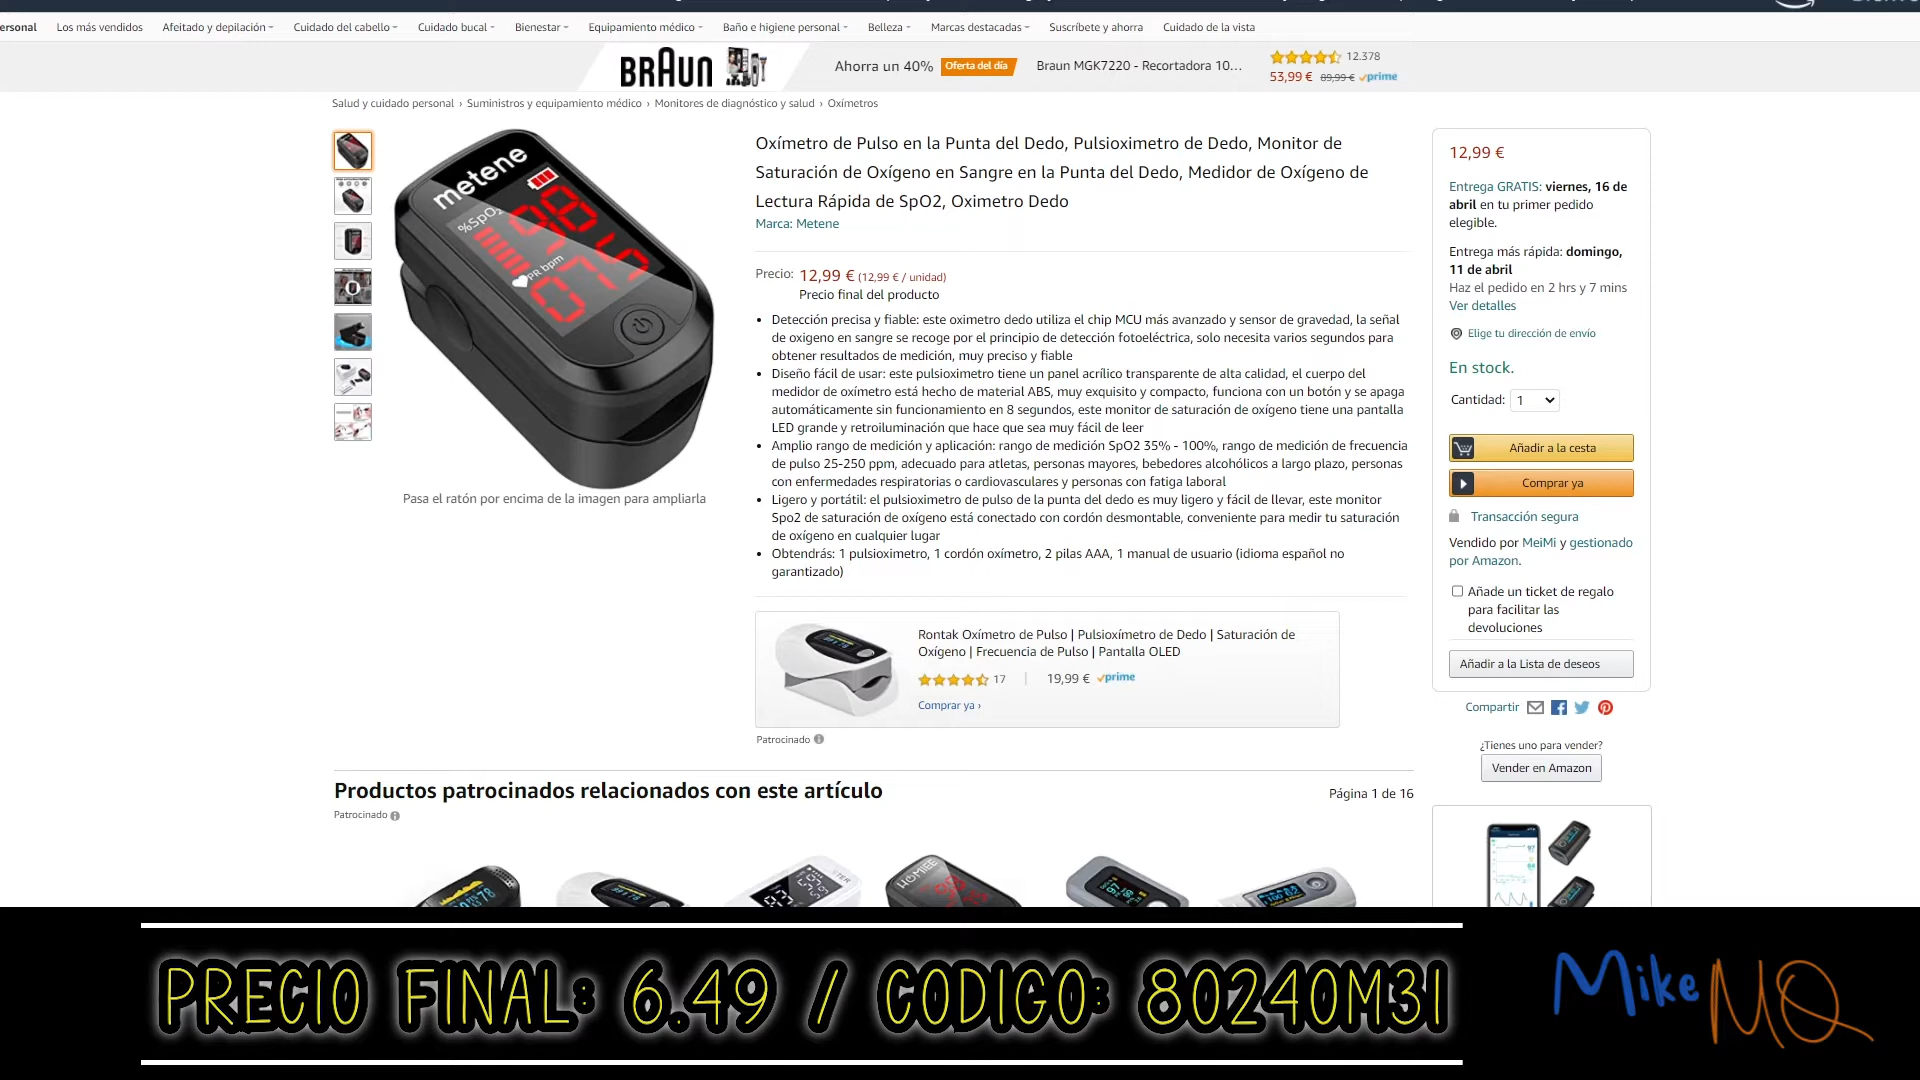 ersonal Los más vendidos Afeitado y depilación Cuidado del cabello Cuidado bucal Bienestar Equipamiento médico Baño e higiene personal Belleza Marcas destacadas Suscríbete y ahorra Cuidado de la vista
BRAUN Ahorra un 40% Oferta del día Braun MGK7220 - Recortadora 10... 12.378
53,99 € 89,99 € prime
Salud y cuidado personal › Suministros y equipamiento médico › Monitores de diagnóstico y salud › Oxímetros
metene
%SpO2
98
PR bpm
Pasa el ratón por encima de la imagen para ampliarla
Oxímetro de Pulso en la Punta del Dedo, Pulsioximetro de Dedo, Monitor de
Saturación de Oxígeno en Sangre en la Punta del Dedo, Medidor de Oxígeno de
Lectura Rápida de SpO2, Oximetro Dedo
Marca: Metene
Precio: 12,99 € (12,99 € / unidad)
Precio final del producto
• Detección precisa y fiable: este oximetro dedo utiliza el chip MCU más avanzado y sensor de gravedad, la señal
de oxigeno en sangre se recoge por el principio de detección fotoeléctrica, solo necesita varios segundos para
obtener resultados de medición, muy preciso y fiable
• Diseño fácil de usar: este pulsioximetro tiene un panel acrílico transparente de alta calidad, el cuerpo del
medidor de oxímetro está hecho de material ABS, muy exquisito y compacto, funciona con un botón y se apaga
automáticamente sin funcionamiento en 8 segundos, este monitor de saturación de oxígeno tiene una pantalla
LED grande y retroiluminación que hace que sea muy fácil de leer
• Amplio rango de medición y aplicación: rango de medición SpO2 35% - 100%, rango de medición de frecuencia
de pulso 25-250 ppm, adecuado para atletas, personas mayores, bebedores alcohólicos a largo plazo, personas
con enfermedades respiratorias o cardiovasculares y personas con fatiga laboral
• Ligero y portátil: el pulsioximetro de pulso de la punta del dedo es muy ligero y fácil de llevar, este monitor
Spo2 de saturación de oxígeno está conectado con cordón desmontable, conveniente para medir tu saturación
de oxígeno en cualquier lugar
• Obtendrás: 1 pulsioximetro, 1 cordón oxímetro, 2 pilas AAA, 1 manual de usuario (idioma español no
garantizado)
Rontak Oxímetro de Pulso | Pulsioxímetro de Dedo | Saturación de
Oxígeno | Frecuencia de Pulso | Pantalla OLED
17 | 19,99 € prime
Comprar ya ›
Patrocinado
12,99 €
Entrega GRATIS: viernes, 16 de
abril en tu primer pedido
elegible.
Entrega más rápida: domingo,
11 de abril
Haz el pedido en 2 hrs y 7 mins
Ver detalles
Elige tu dirección de envío
En stock.
Cantidad: 1
Añadir a la cesta
Comprar ya
Transacción segura
Vendido por MeiMi y gestionado
por Amazon.
Añade un ticket de regalo
para facilitar las
devoluciones
Añadir a la Lista de deseos
Compartir
¿Tienes uno para vender?
Vender en Amazon
Productos patrocinados relacionados con este artículo
Página 1 de 16
Patrocinado
HOMIEE
PRECIO FINAL: 6.49 / CODIGO: 80240M3I
MikeMQ